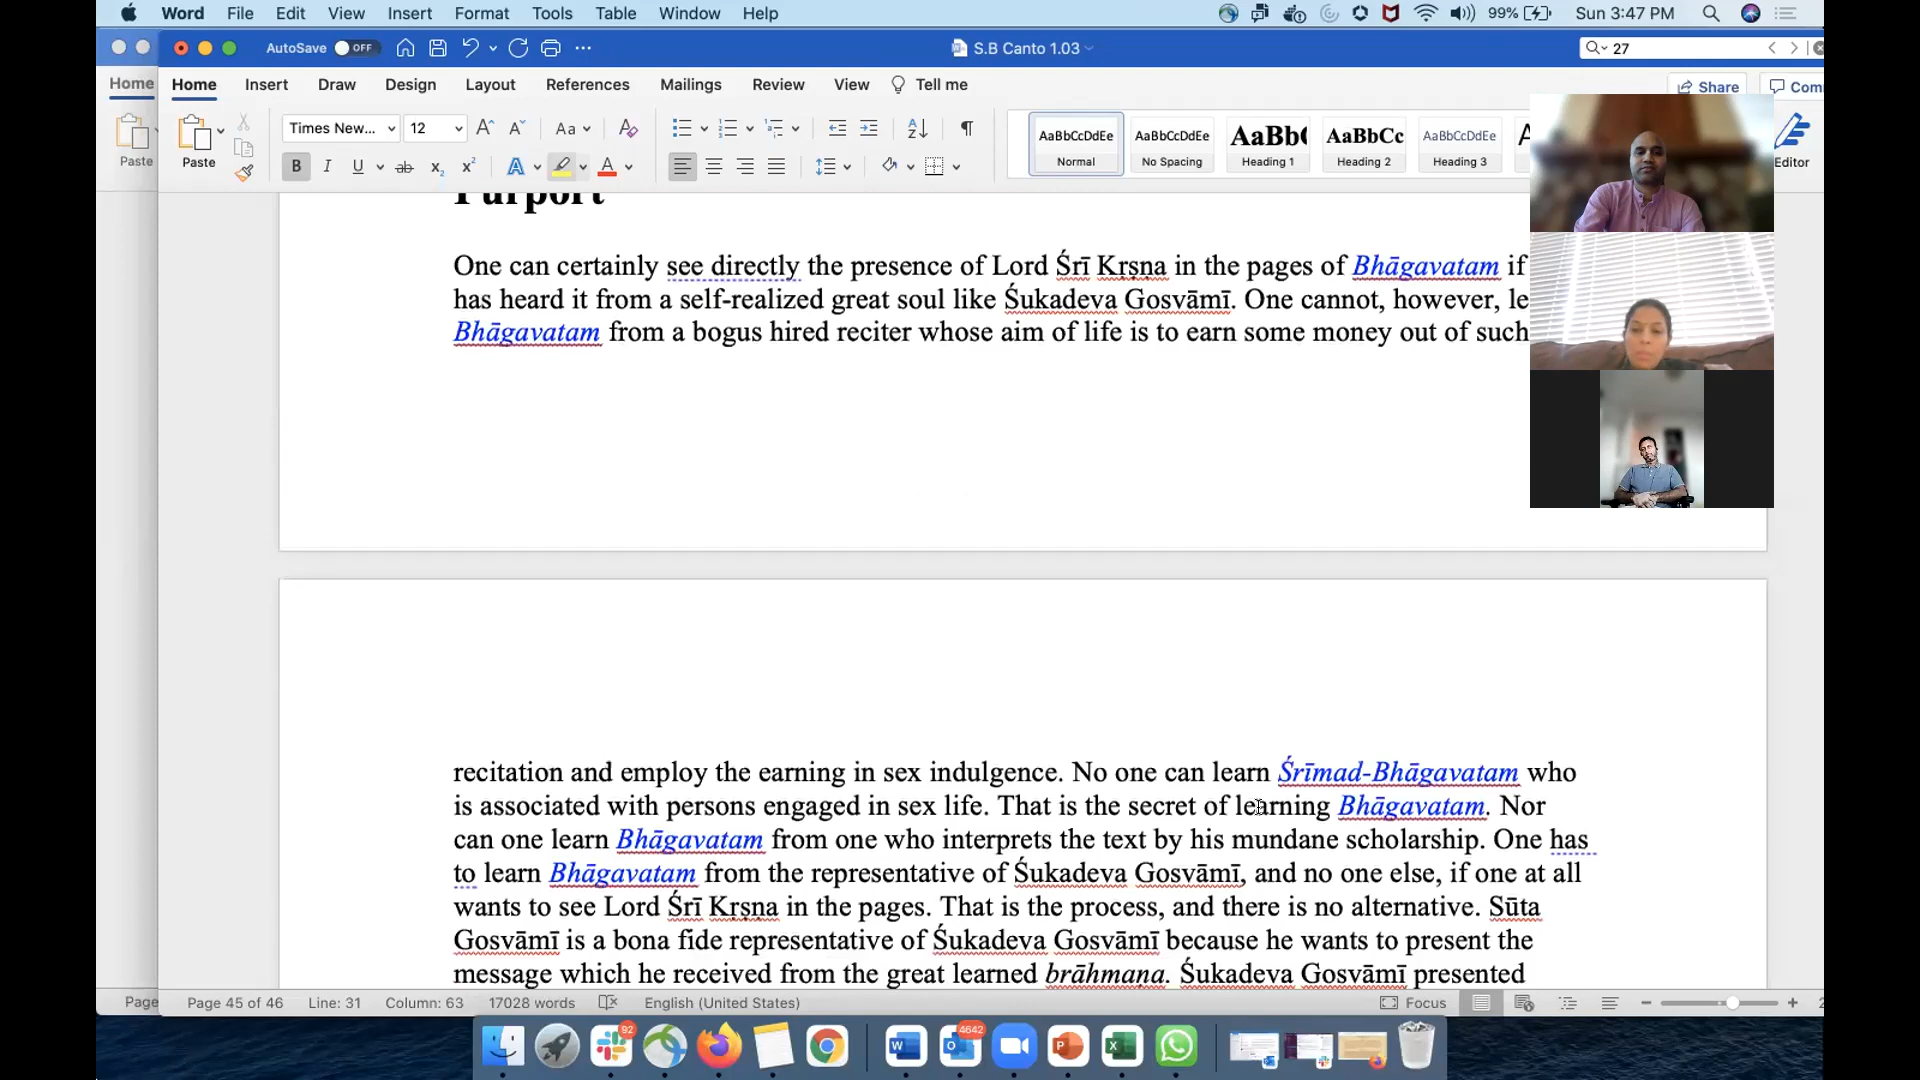 Word File Edit View Insert Format Tools Table Window Help 99% Sun 3:47 PM
AutoSave OFF S.B Canto 1.03 27
Home Home Insert Draw Design Layout References Mailings Review View Tell me Share Com
Paste Paste Times New... 12 Aa AaBbCcDdEe AaBbCcDdEe AaBb( AaBbCc AaBbCcDdEe
B I U ab x₂ x² A A Normal No Spacing Heading 1 Heading 2 Heading 3 Editor
Purport
One can certainly see directly the presence of Lord Śrī Kṛṣṇa in the pages of Bhāgavatam if
has heard it from a self-realized great soul like Śukadeva Gosvāmī. One cannot, however, le
Bhāgavatam from a bogus hired reciter whose aim of life is to earn some money out of such
recitation and employ the earning in sex indulgence. No one can learn Śrīmad-Bhāgavatam who
is associated with persons engaged in sex life. That is the secret of learning Bhāgavatam. Nor
can one learn Bhāgavatam from one who interprets the text by his mundane scholarship. One has
to learn Bhāgavatam from the representative of Śukadeva Gosvāmī, and no one else, if one at all
wants to see Lord Śrī Kṛṣṇa in the pages. That is the process, and there is no alternative. Sūta
Gosvāmī is a bona fide representative of Śukadeva Gosvāmī because he wants to present the
message which he received from the great learned brāhmaṇa. Śukadeva Gosvāmī presented
Page Page 45 of 46 Line: 31 Column: 63 17028 words English (United States) Focus
92 4642